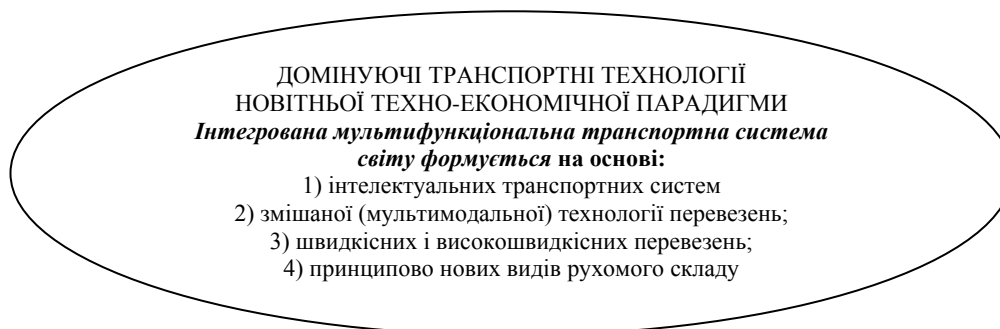 ДОМІНУЮЧІ ТРАНСПОРТНІ ТЕХНОЛОГІЇ
НОВІТНЬОЇ ТЕХНО-ЕКОНОМІЧНОЇ ПАРАДИГМИ
Інтегрована мультифункціональна транспортна система
світу формується на основі:
1) інтелектуальних транспортних систем
2) змішаної (мультимодальної) технології перевезень;
3) швидкісних і високошвидкісних перевезень;
4) принципово нових видів рухомого складу